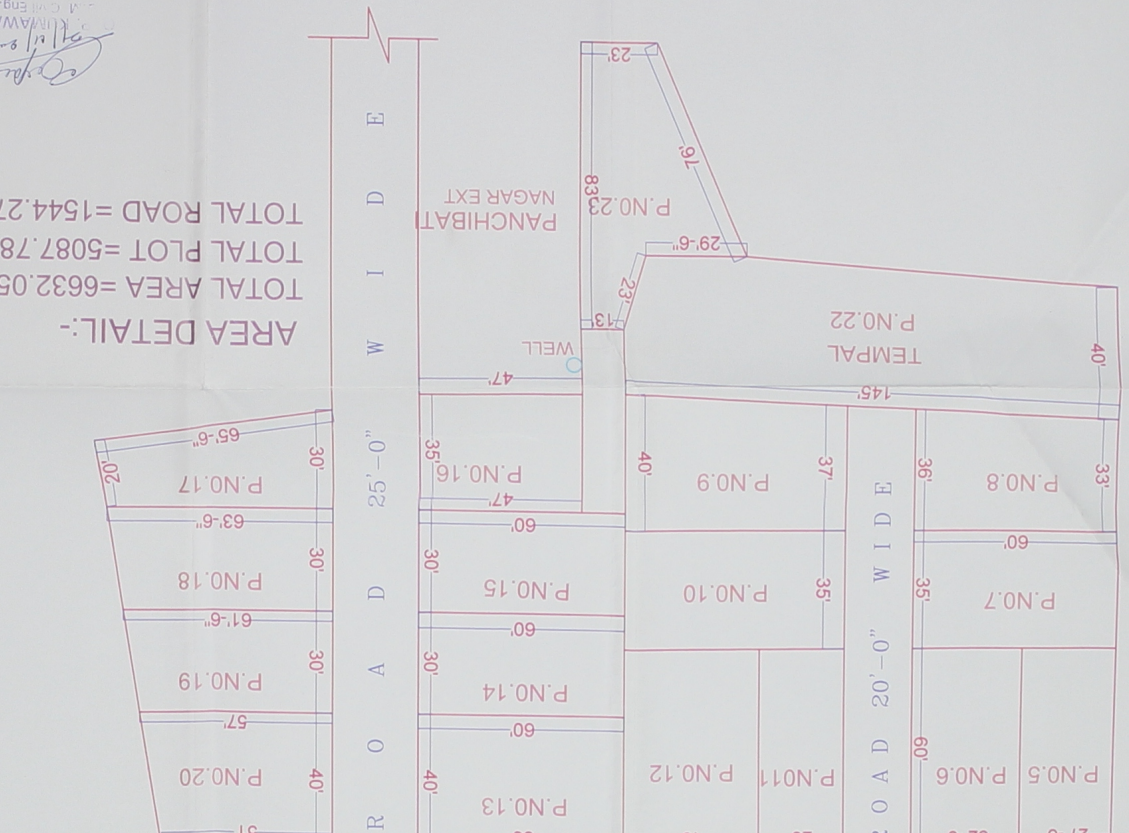 P.NO.5
P.NO.6
60'
ROAD 20'-0" WIDE
P.NO11
P.NO.12
P.NO.13
40'
ROAD 25'-0" WIDE
40'
P.NO.20
P.NO.7
35'
60'
35'
P.NO.10
60'
P.NO.14
30'
30'
57'
P.NO.19
60'
P.NO.15
30'
30'
61'-6"
P.NO.18
33'
P.NO.8
36'
37'
P.NO.9
40'
60'
47'
P.NO.16
35'
30'
63'-6"
P.NO.17
20'
65'-6"
145'
47'
40'
TEMPAL
P.NO.22
WELL
13'
23'
29'-6"
P.NO.23
83'
76'
23'
PANCHIBATI
NAGAR EXT
AREA DETAIL:-
TOTAL AREA =6632.05
TOTAL PLOT =5087.78
TOTAL ROAD =1544.27
KUMAW